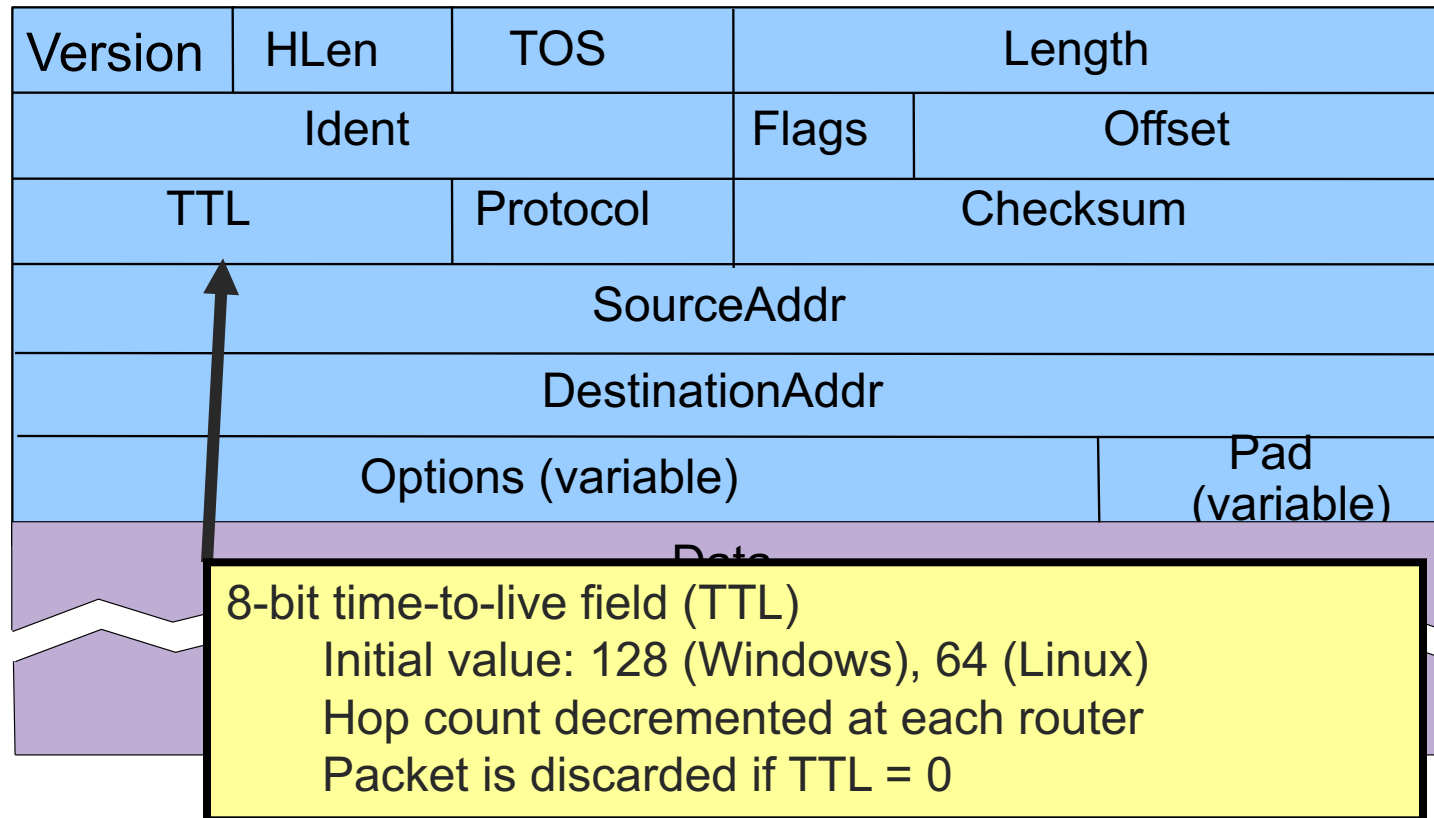 Version HLen TOS Length
Ident Flags Offset
TTL Protocol Checksum
SourceAddr
DestinationAddr
Options (variable) Pad
(variable)
Data
8-bit time-to-live field (TTL)
Initial value: 128 (Windows), 64 (Linux)
Hop count decremented at each router
Packet is discarded if TTL = 0